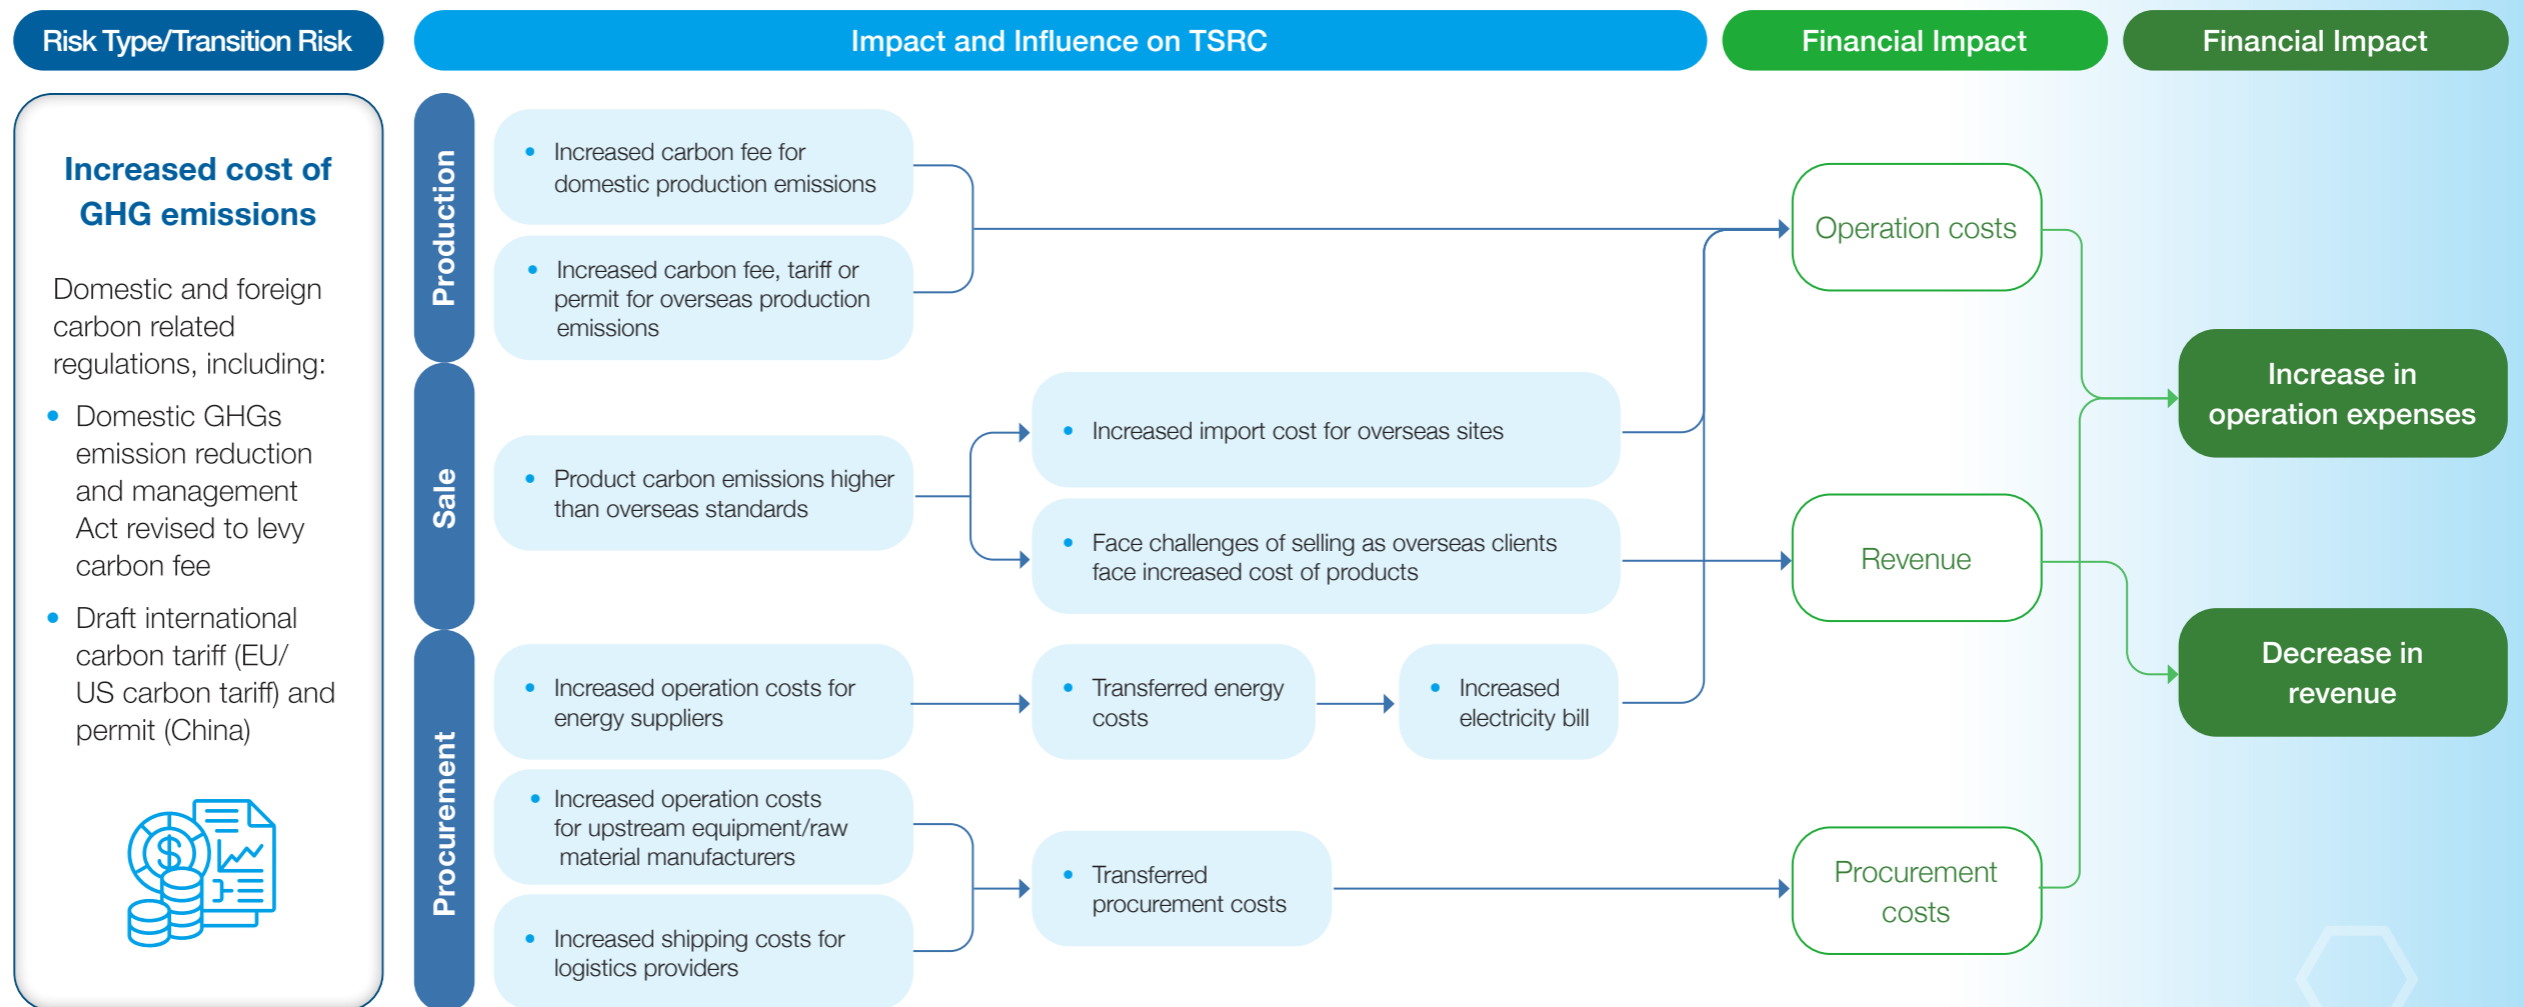 Risk Type/Transition Risk
Impact and Influence on TSRC
Financial Impact
Financial Impact
Increased cost of
GHG emissions
Domestic and foreign
carbon related
regulations, including:
• Domestic GHGs
emission reduction
and management
Act revised to levy
carbon fee
• Draft international
carbon tariff (EU/
US carbon tariff) and
permit (China)
Production
• Increased carbon fee for
domestic production emissions
• Increased carbon fee, tariff or
permit for overseas production
emissions
Sale
• Product carbon emissions higher
than overseas standards
• Increased import cost for overseas sites
• Face challenges of selling as overseas clients
face increased cost of products
Procurement
• Increased operation costs for
energy suppliers
• Transferred energy
costs
• Increased
electricity bill
• Increased operation costs
for upstream equipment/raw
material manufacturers
• Increased shipping costs for
logistics providers
• Transferred
procurement costs
Operation costs
Revenue
Procurement
costs
Increase in
operation expenses
Decrease in
revenue